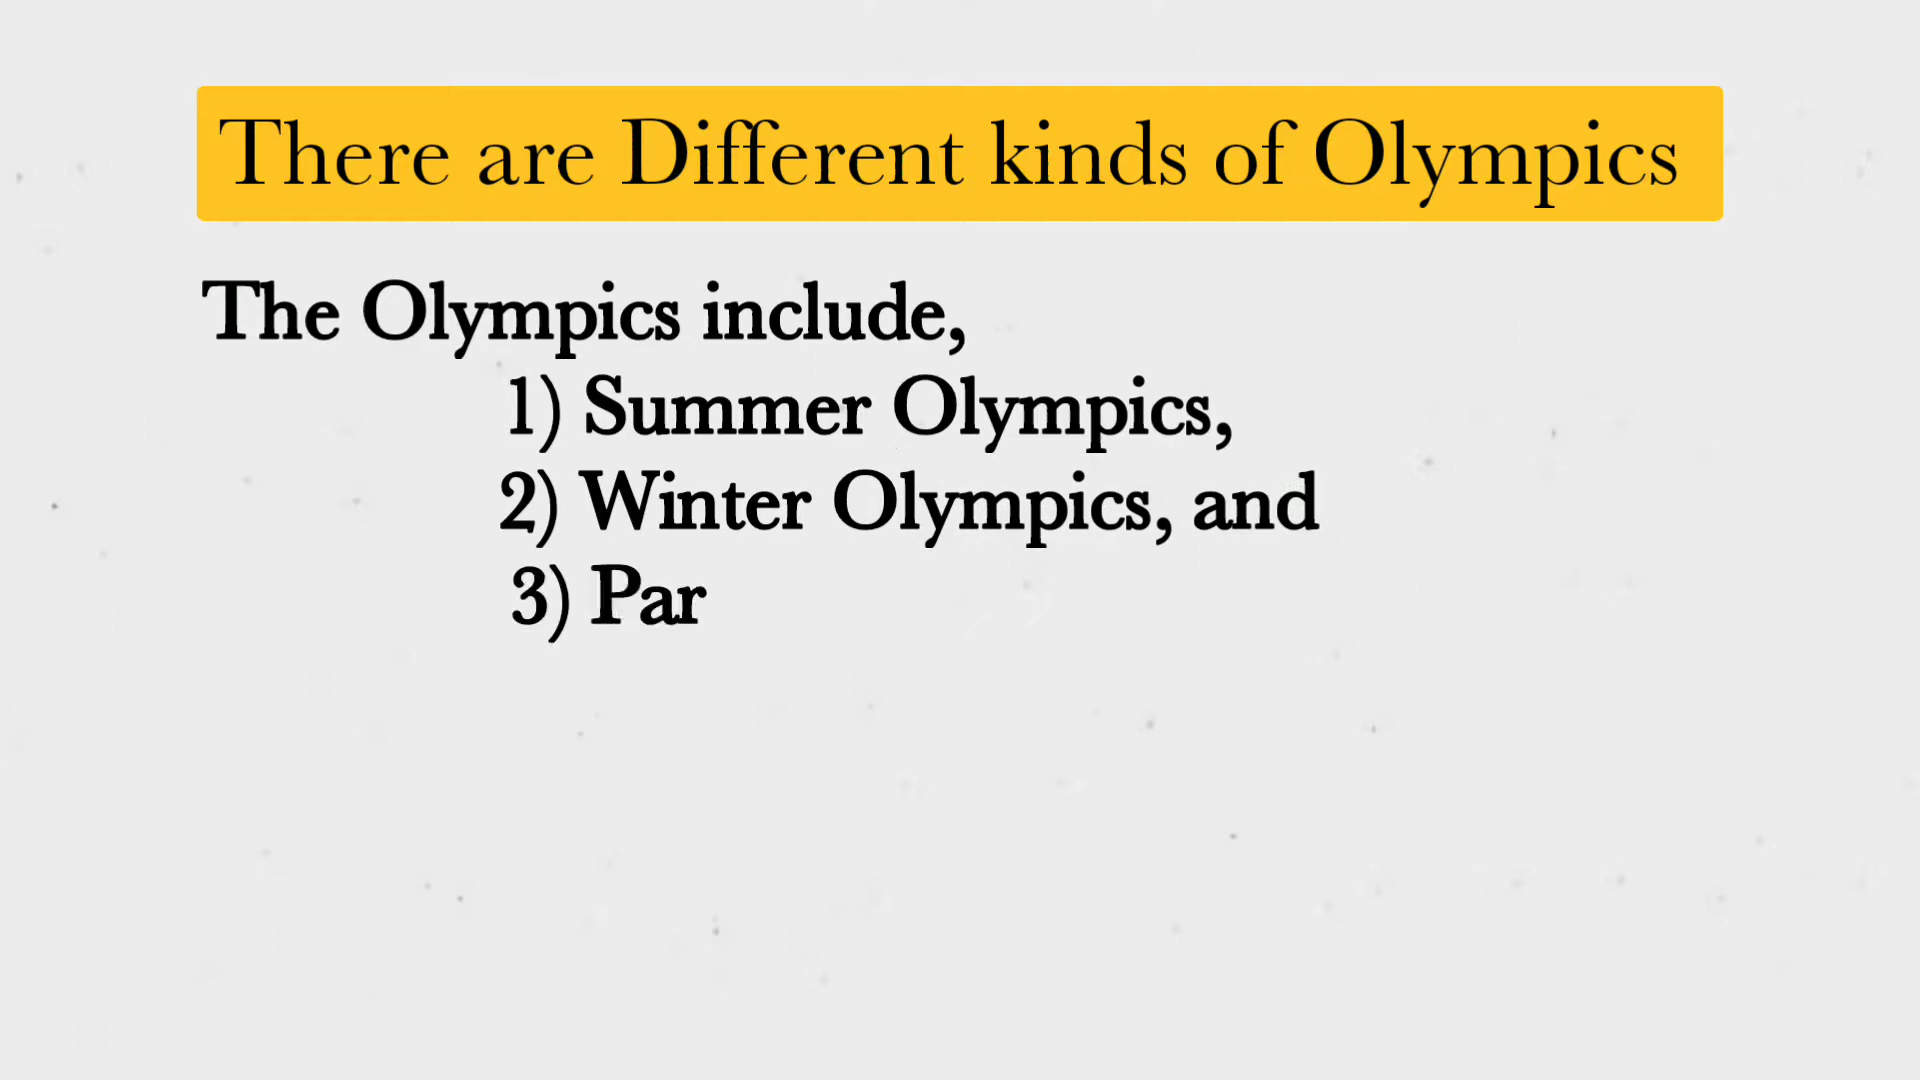 There are Different kinds of Olympics
The Olympics include,
1) Summer Olympics,
2) Winter Olympics, and
3) Par